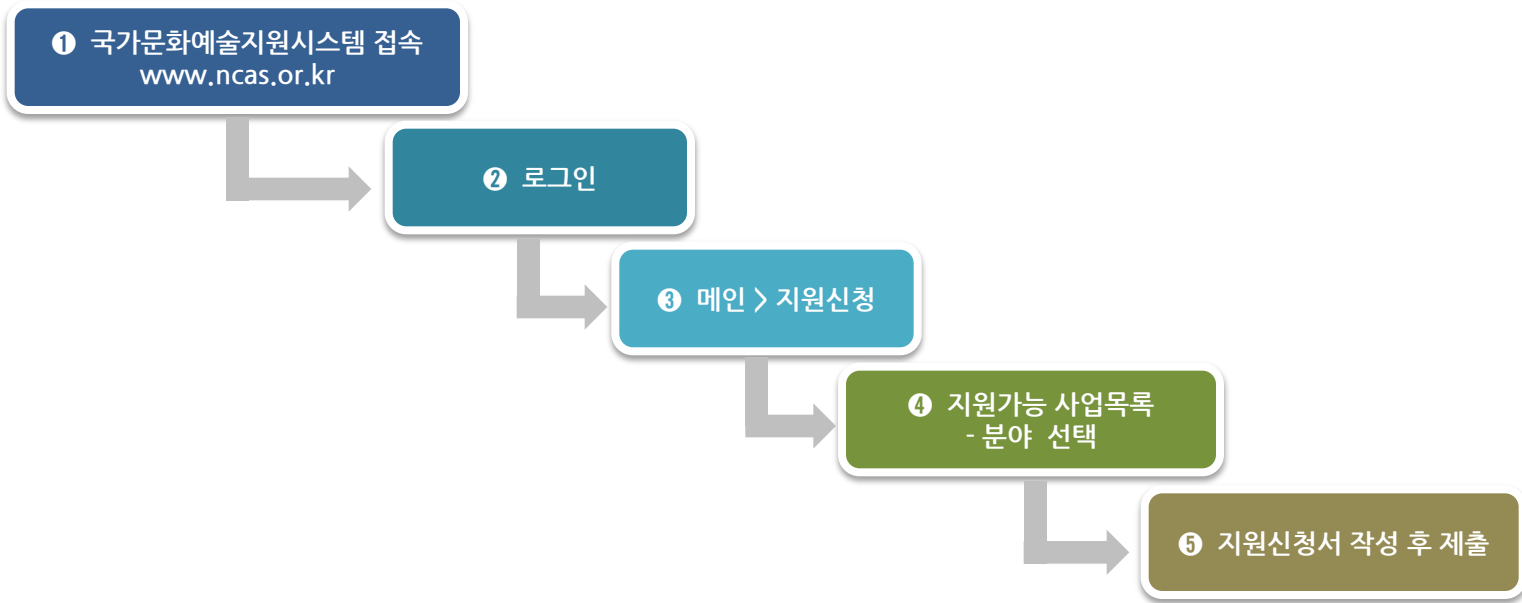 ❶ 국가문화예술지원시스템 접속
www.ncas.or.kr
❷ 로그인
❸ 메인 > 지원신청
❹ 지원가능 사업목록
- 분야 선택
❺ 지원신청서 작성 후 제출